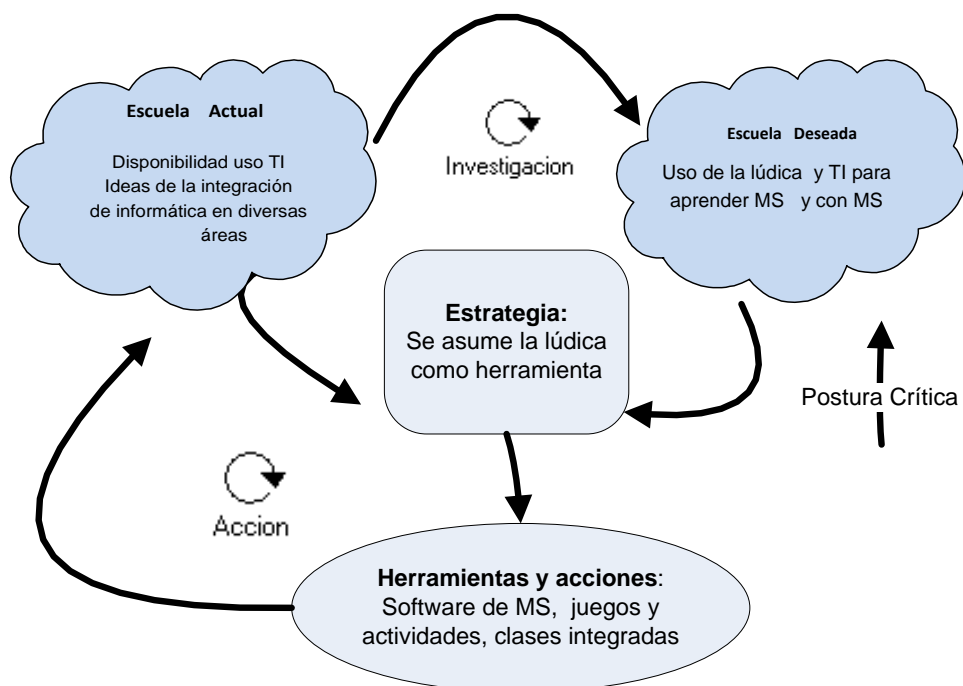 Escuela Actual
Disponibilidad uso TI
Ideas de la integración
de informática en diversas
áreas
Investigacion
Escuela Deseada
Uso de la lúdica y TI para
aprender MS y con MS
Estrategia:
Se asume la lúdica
como herramienta
Postura Crítica
Accion
Herramientas y acciones:
Software de MS, juegos y
actividades, clases integradas